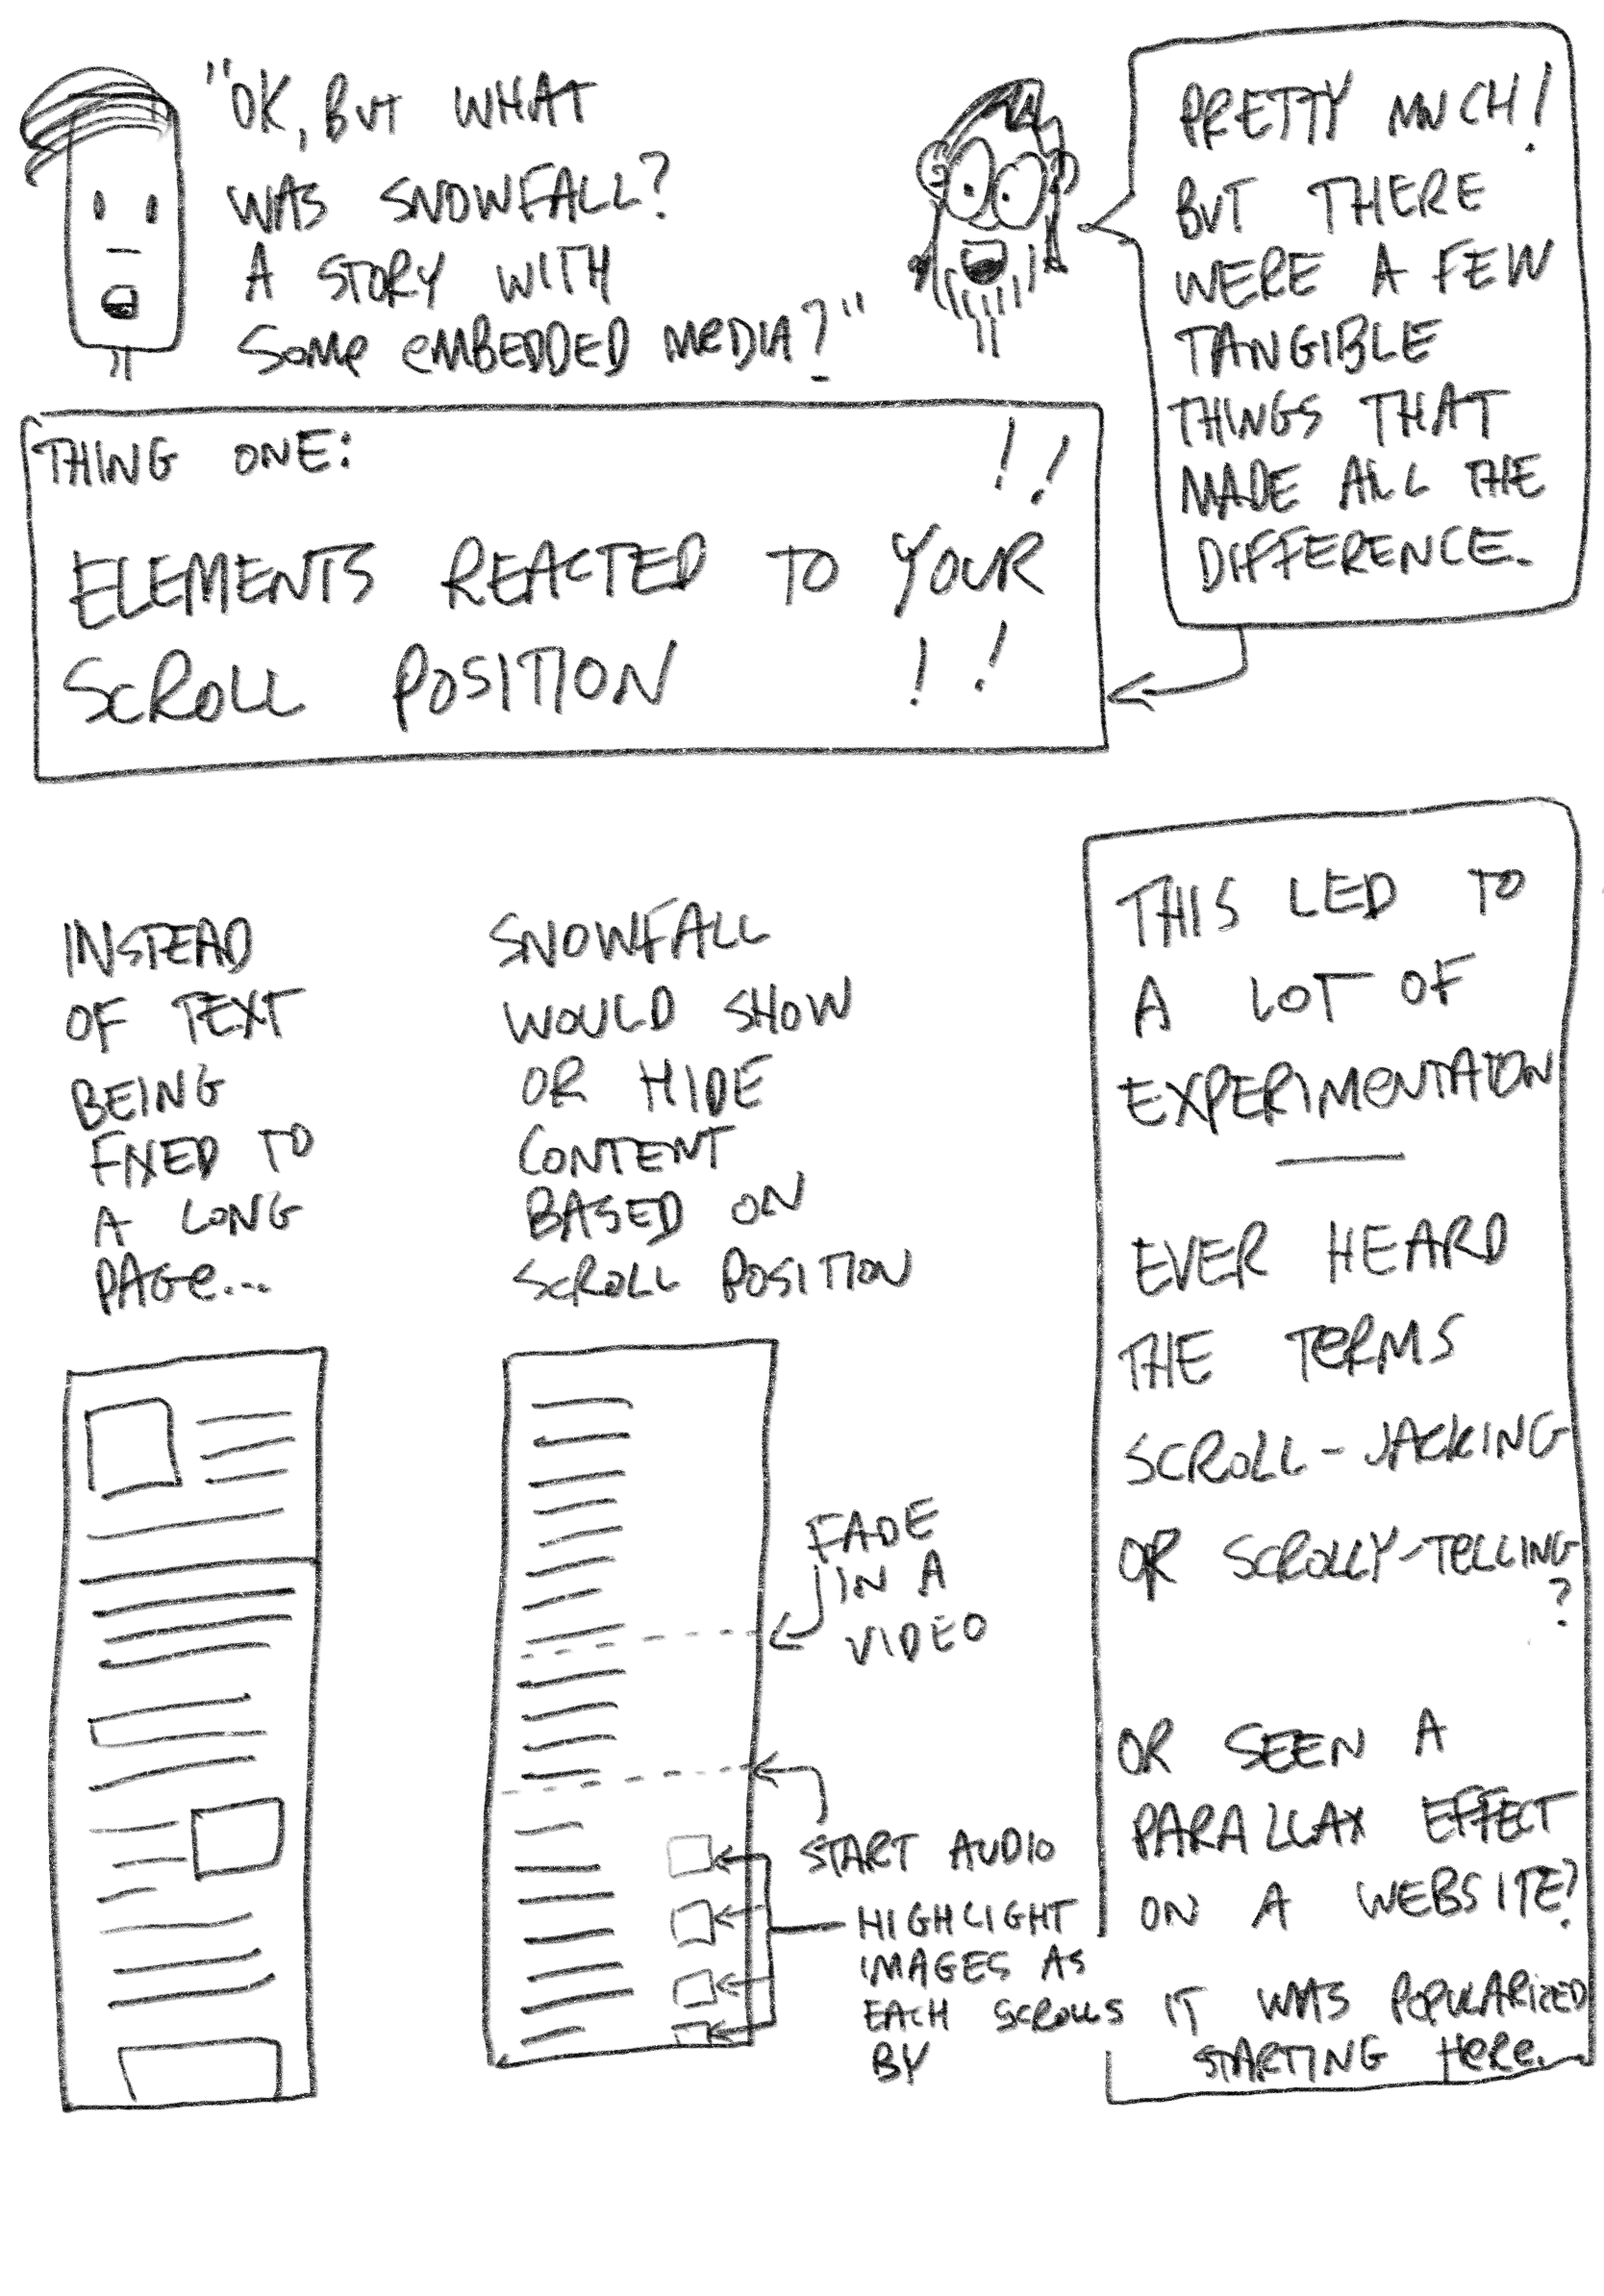 "OK, BUT WHAT
WAS SNOWFALL?
A STORY WITH
SOMe eMBEDDED MeDIA?"
PRETTY MUCH!
BUT THERE
WERE A FEW
TANGIBLE
THINGS THAT
MADE ALL THE
DIFFERENCE.
THING ONE: !!
ELEMENTS REACTED TO YOUR
SCROLL POSITION !!
INSTEAD
OF TEXT
BEING
FIXED TO
A LONG
PAGe...
SNOWFALL
WOULD SHOW
OR HIDE
CONTENT
BASED ON
SCROLL POSITION
FADE
IN A
VIDEO
START AUDIO
HIGHLIGHT
IMAGES AS
EACH SCROLLS
BY
THIS LED TO
A LOT OF
EXPERIMENTATION
—
EVER HEARD
THE TeRMS
SCROLL-JACKING
OR SCROLLY-TeLLING
?
OR SEEN A
PARALLAX EFFECT
ON A WEBSITE?
IT WAS POPULARIZED
STARTING HeRe.